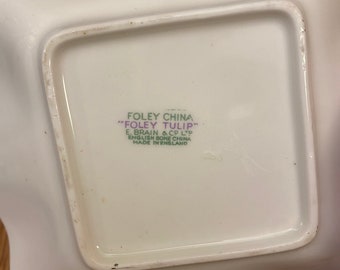 FOLEY CHINA
"FOLEY TULIP"
E. BRAIN & CO LTD
ENGLISH BONE CHINA
MADE IN ENGLAND